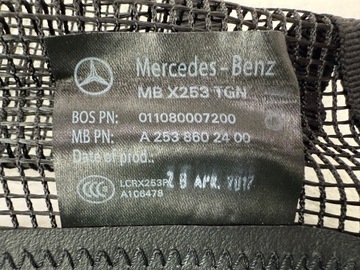 Mercedes-Benz
MB X253 TGN
BOS PN: 011080007200
MB PN: A 253 860 24 00
Date of prod.:
28 APR. 2017
LCRX253P
A106478